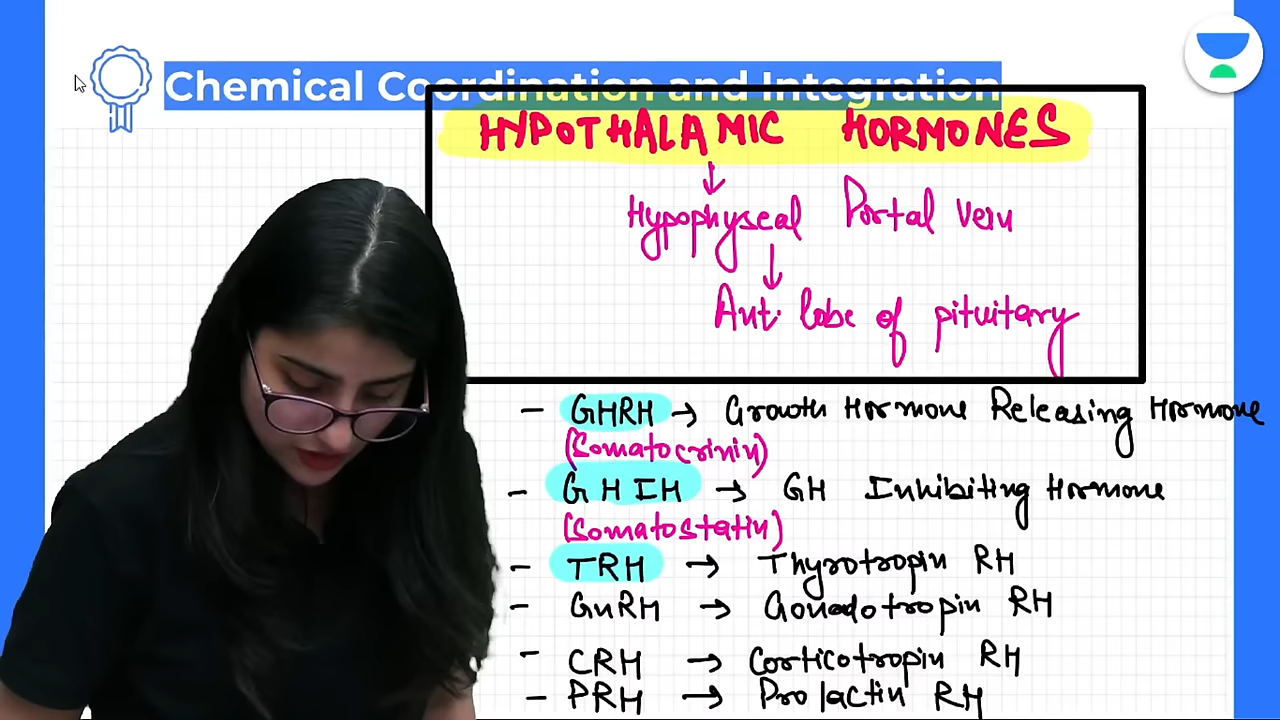 Chemical Coordination and Integration
HYPOTHALAMIC HORMONES
↓
Hypophyseal Portal vein
↓
Ant. lobe of pituitary
- GHRH → Growth Hormone Releasing Hormone
(Somatocrinin)
- GHIH → GH Inhibiting Hormone
(Somatostatin)
- TRH → Thyrotropin RH
- GnRH → Gonadotropin RH
- CRH → Corticotropin RH
- PRH → Prolactin RH